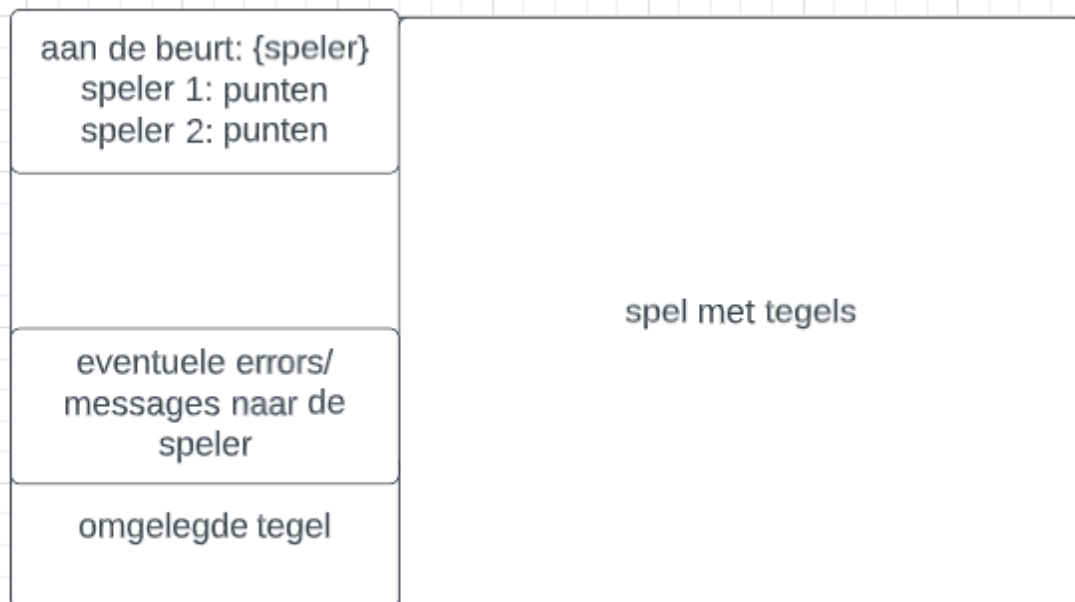 aan de beurt: {speler}
speler 1: punten
speler 2: punten
eventuele errors/
messages naar de
speler
omgelegde tegel
spel met tegels